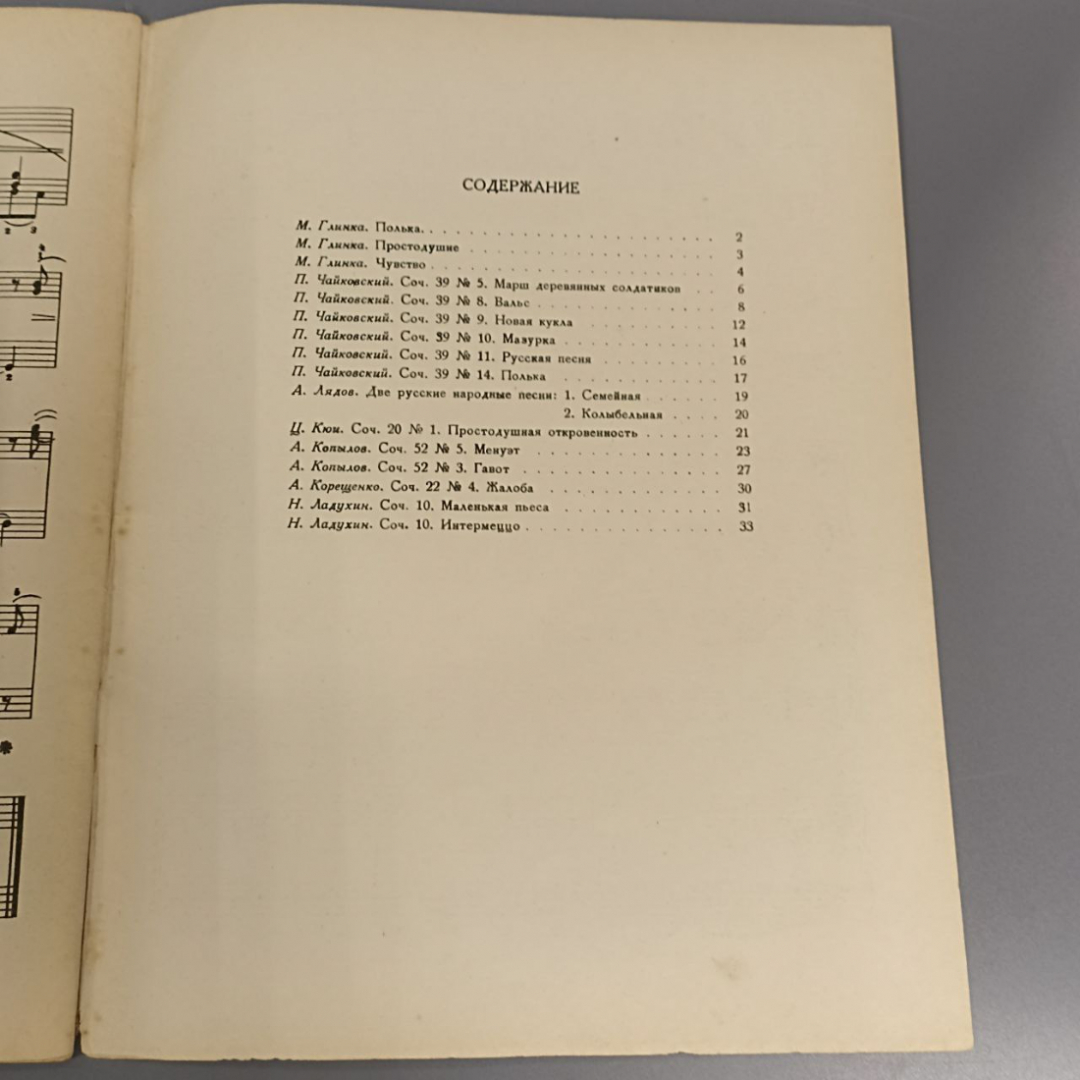 СОДЕРЖАНИЕ
М. Глинка. Полька. . . . . . . . . . . . . . . . . . . . . . 2
М. Глинка. Простодушие . . . . . . . . . . . . . . . . . . . 3
М. Глинка. Чувство . . . . . . . . . . . . . . . . . . . . . 4
П. Чайковский. Соч. 39 № 5. Марш деревянных солдатиков . . 6
П. Чайковский. Соч. 39 № 8. Вальс . . . . . . . . . . . . . 8
П. Чайковский. Соч. 39 № 9. Новая кукла . . . . . . . . . . 12
П. Чайковский. Соч. 39 № 10. Мазурка . . . . . . . . . . . . 14
П. Чайковский. Соч. 39 № 11. Русская песня . . . . . . . . . 16
П. Чайковский. Соч. 39 № 14. Полька . . . . . . . . . . . . 17
А. Лядов. Две русские народные песни: 1. Семейная . . . . . . 19
2. Колыбельная . . . . 20
Ц. Кюи. Соч. 20 № 1. Простодушная откровенность . . . . . . 21
А. Копылов. Соч. 52 № 5. Менуэт . . . . . . . . . . . . . . 23
А. Копылов. Соч. 52 № 3. Гавот . . . . . . . . . . . . . . . 27
А. Корещенко. Соч. 22 № 4. Жалоба . . . . . . . . . . . . . 30
Н. Ладухин. Соч. 10. Маленькая пьеса . . . . . . . . . . . . 31
Н. Ладухин. Соч. 10. Интермеццо . . . . . . . . . . . . . . 33